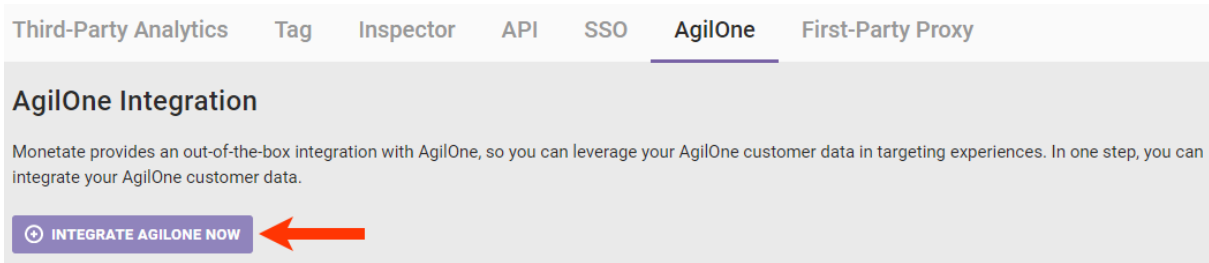 Third-Party Analytics Tag Inspector API SSO AgilOne First-Party Proxy
AgilOne Integration
Monetate provides an out-of-the-box integration with AgilOne, so you can leverage your AgilOne customer data in targeting experiences. In one step, you can
integrate your AgilOne customer data.
INTEGRATE AGILONE NOW